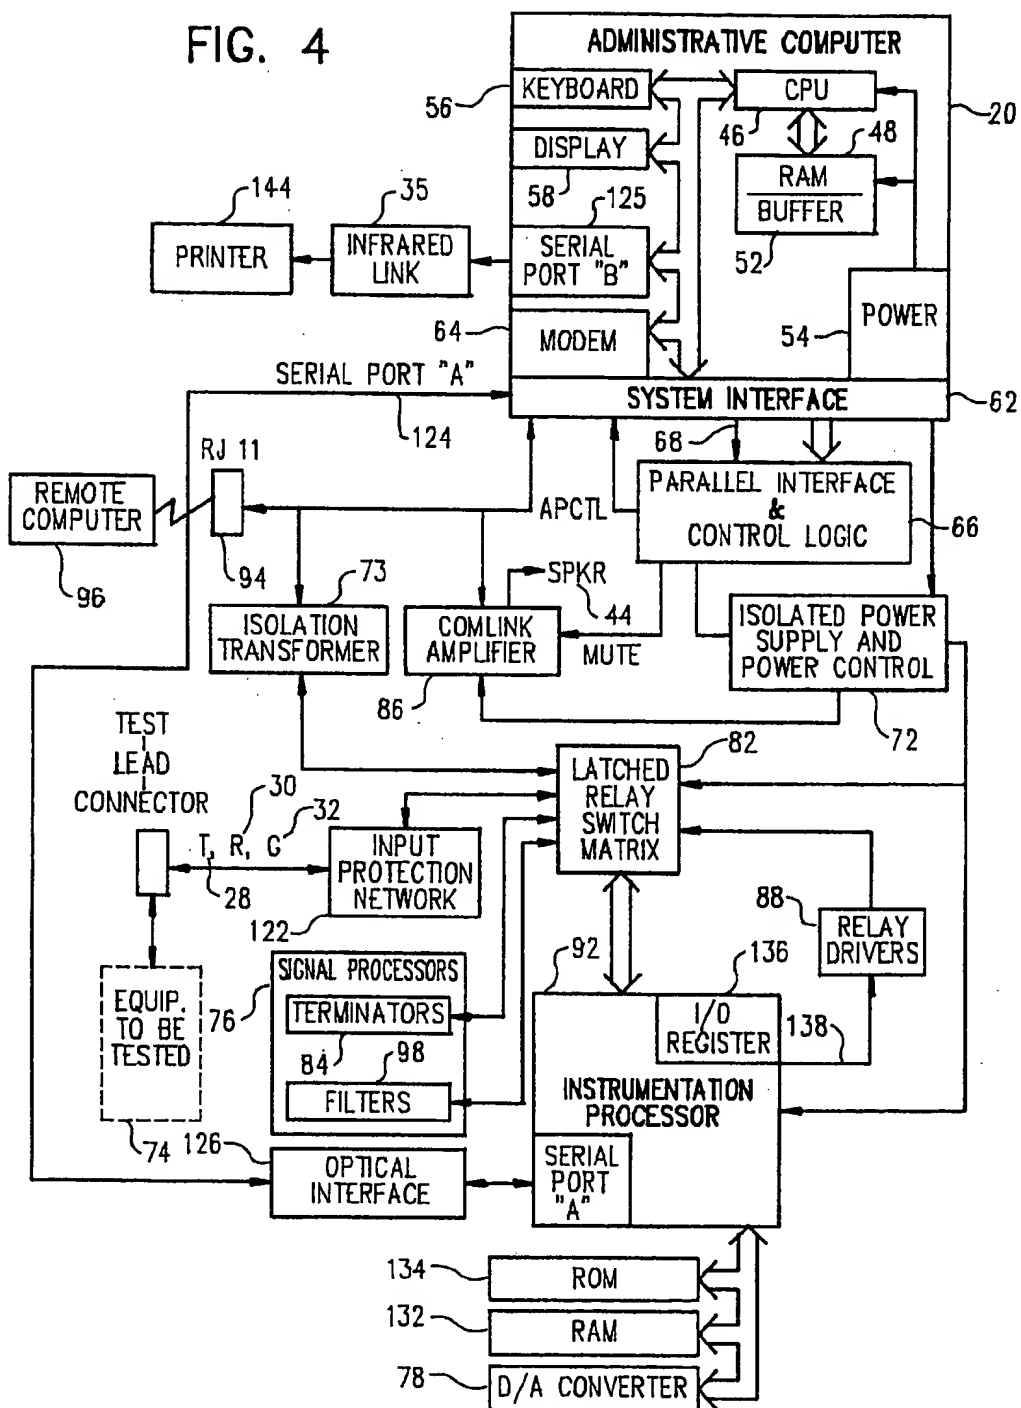 FIG. 4
ADMINISTRATIVE COMPUTER
KEYBOARD
CPU
56
46
48
20
DISPLAY
58
125
RAM
BUFFER
52
144
35
PRINTER
INFRARED
LINK
SERIAL
PORT "B"
64
MODEM
54
POWER
SERIAL PORT "A"
124
SYSTEM INTERFACE
62
68
RJ 11
REMOTE
COMPUTER
96
94
APCTL
PARALLEL INTERFACE
&
CONTROL LOGIC
66
73
SPKR
44
ISOLATION
TRANSFORMER
COMLINK
AMPLIFIER
86
MUTE
ISOLATED POWER
SUPPLY AND
POWER CONTROL
72
TEST
LEAD
CONNECTOR
30
32
T, R, G
28
INPUT
PROTECTION
NETWORK
122
82
LATCHED
RELAY
SWITCH
MATRIX
88
RELAY
DRIVERS
EQUIP.
TO BE
TESTED
74
76
SIGNAL PROCESSORS
TERMINATORS
84
98
FILTERS
92
136
I/O
REGISTER
138
INSTRUMENTATION
PROCESSOR
126
OPTICAL
INTERFACE
SERIAL
PORT
"A"
134
ROM
132
RAM
78
D/A CONVERTER